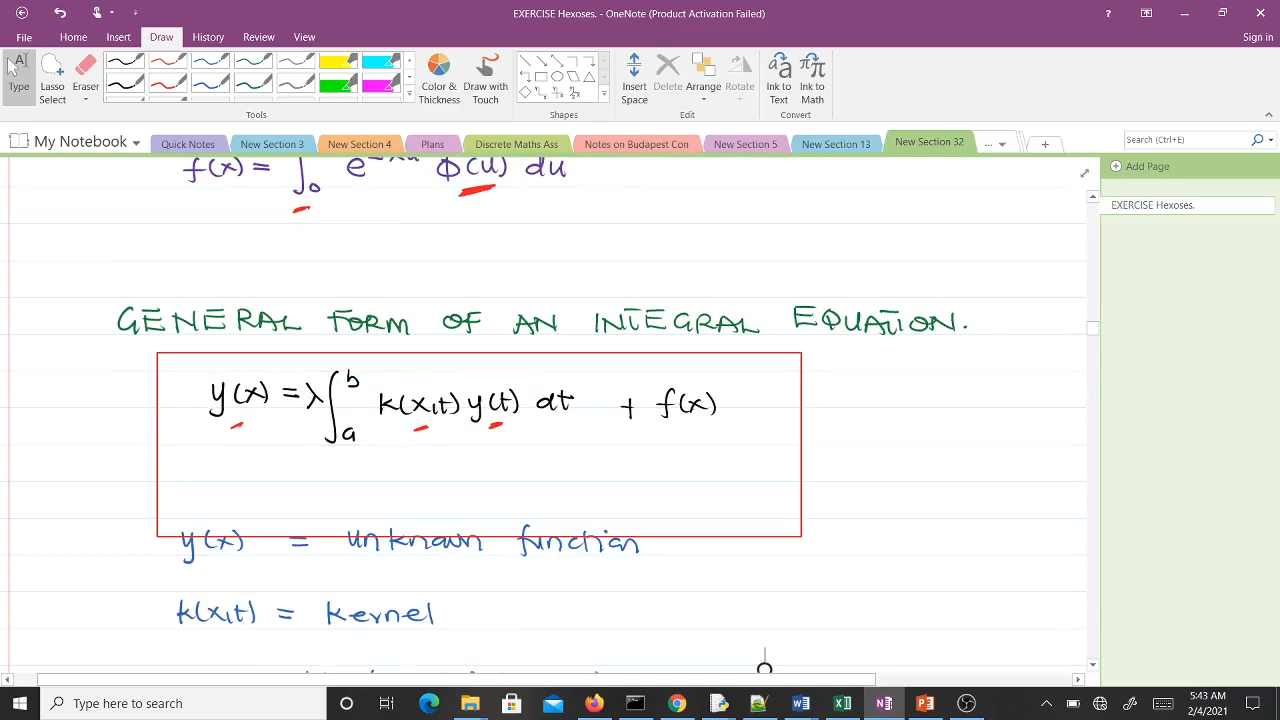 EXERCISE Hexoses. - OneNote (Product Activation Failed)
? 
File Home Insert Draw History Review View Sign in
Type Lasso Select Eraser Color & Thickness Draw with Touch Insert Space Delete Arrange Rotate Ink to Text Ink to Math
Tools Shapes Edit Convert
My Notebook Quick Notes New Section 3 New Section 4 Plans Discrete Maths Ass Notes on Budapest Con New Section 5 New Section 13 New Section 32 ... Search (Ctrl+E)
Add Page
EXERCISE Hexoses.
f(x) = ∫₀ ϕ(u) du
GENERAL FORM OF AN INTEGRAL EQUATION.
y(x) = λ∫ₐᵇ k(x,t) y(t) dt + f(x)
y(x) = unknown function
k(x,t) = kernel
Type here to search
5:43 AM
2/4/2021